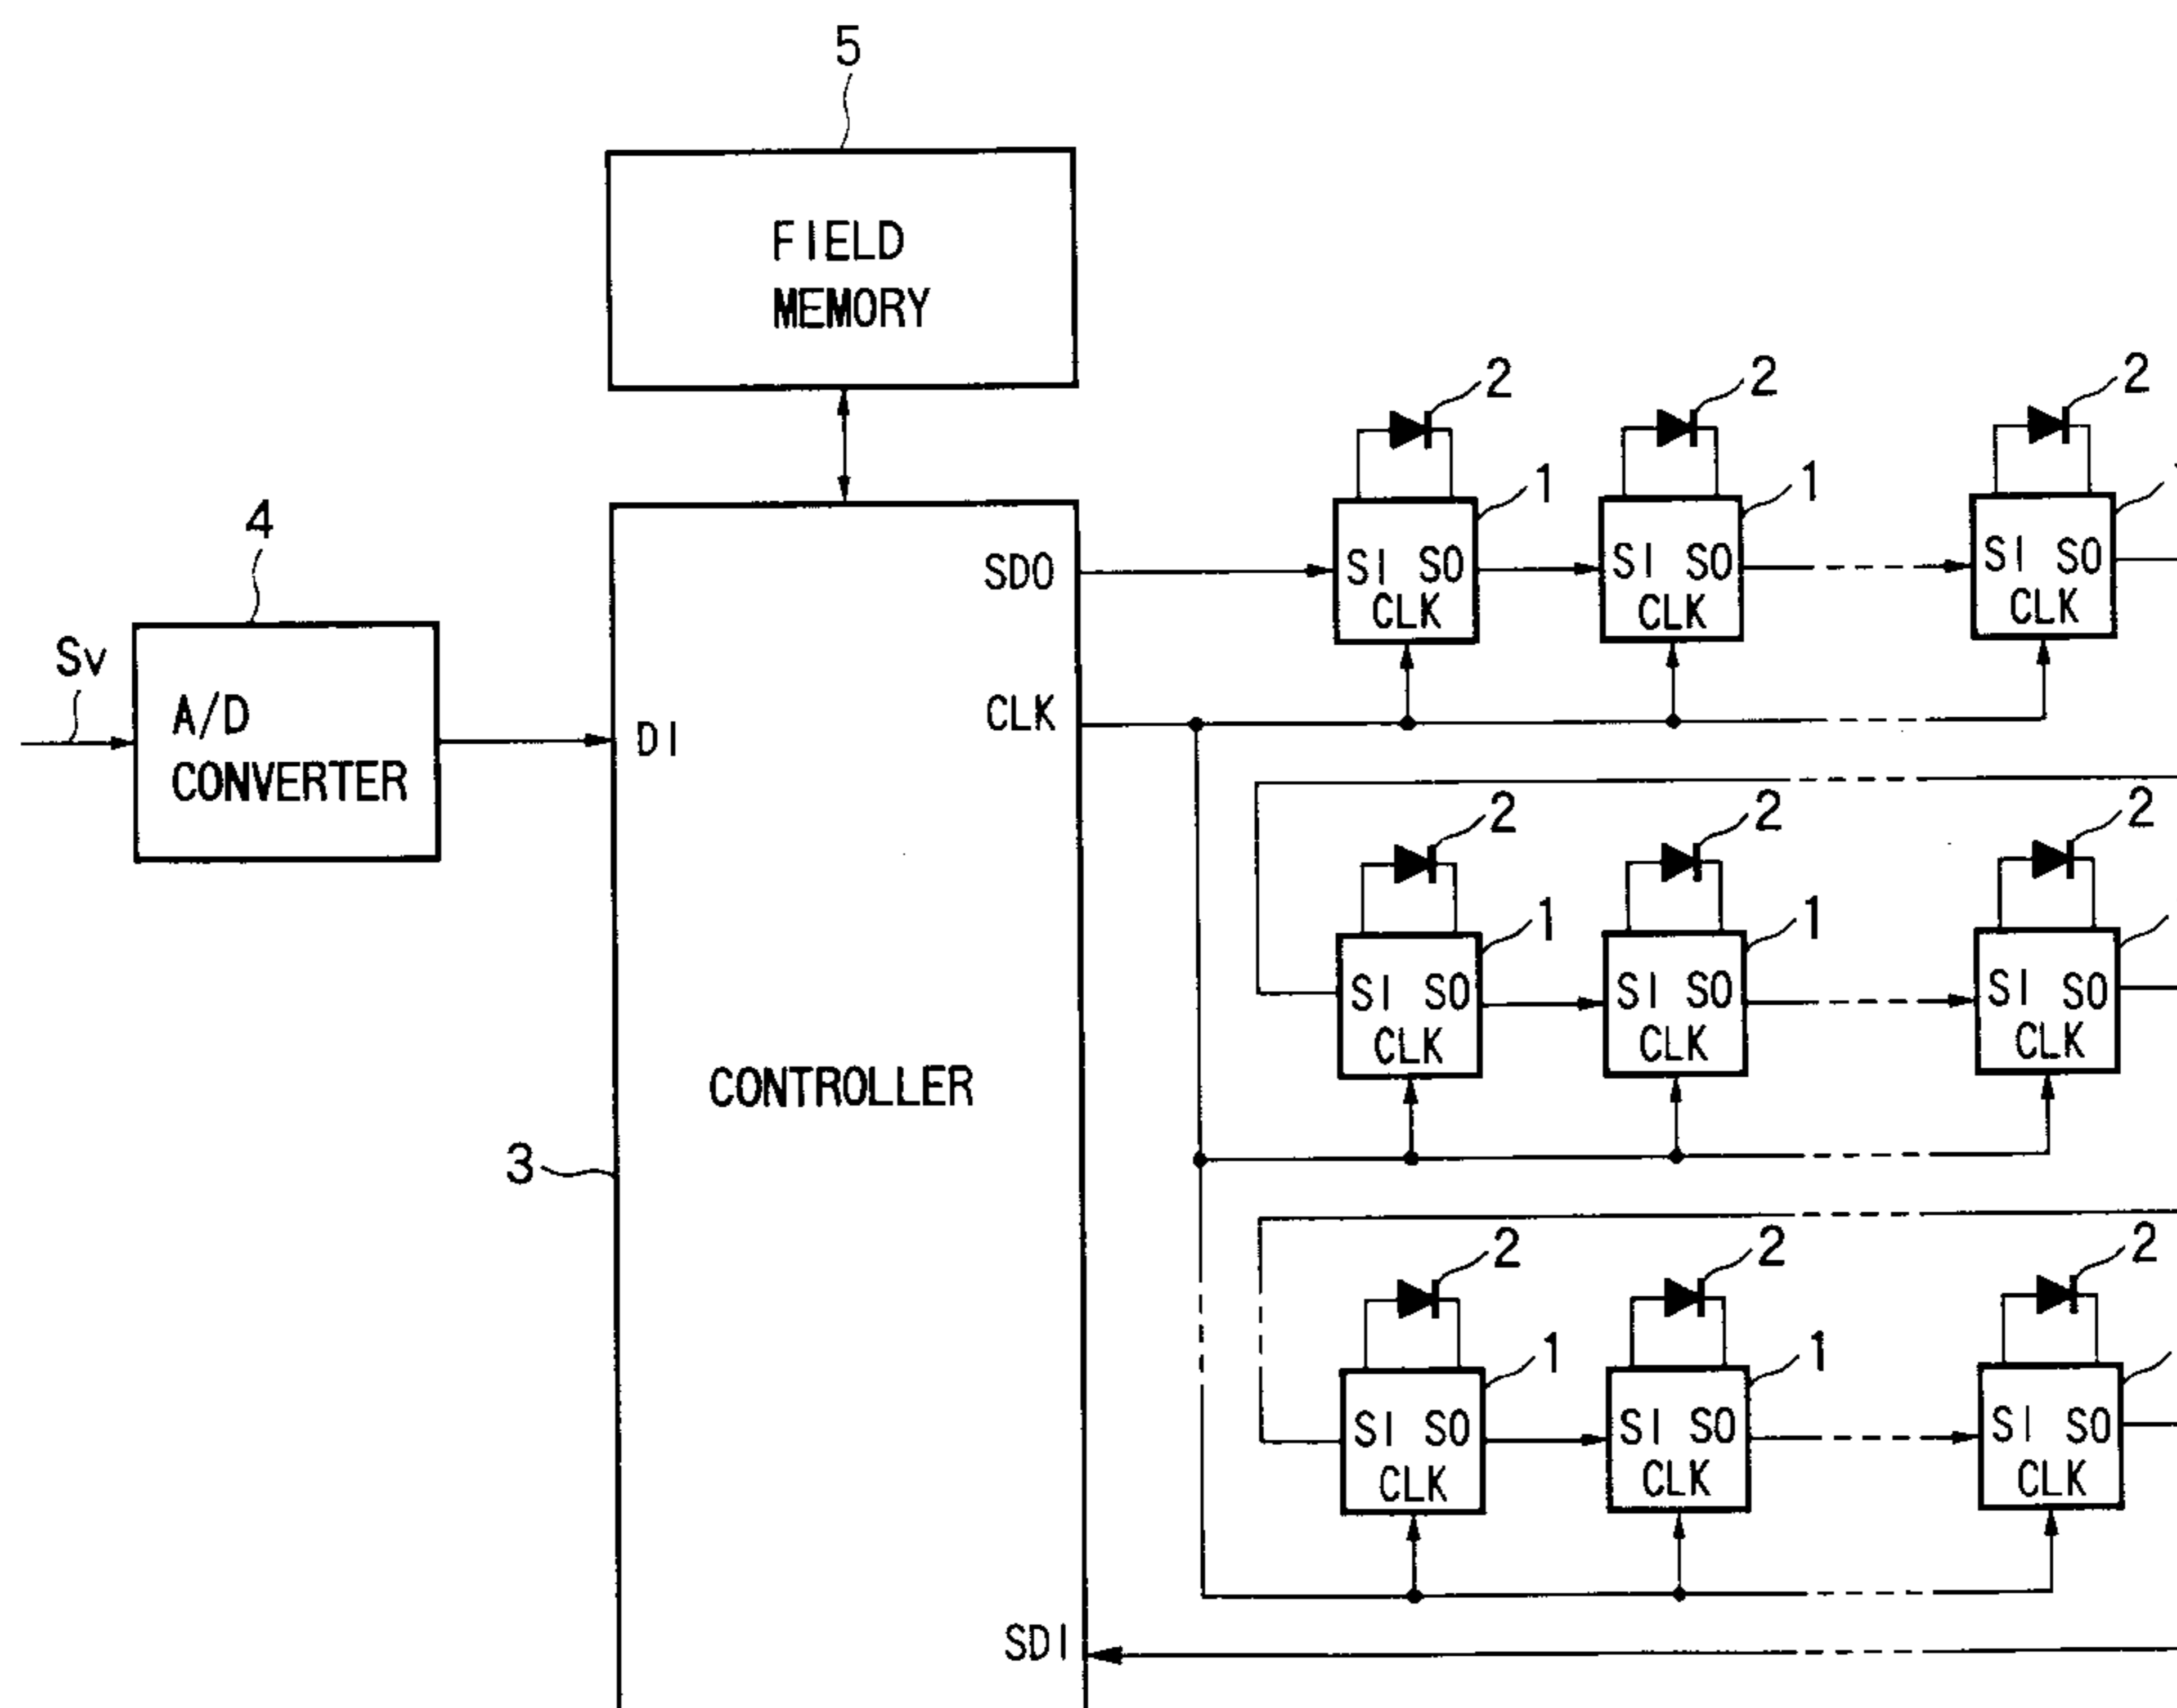 5
FIELD
MEMORY
2 2 2
4
1 1
SDO
SI SO SI SO SI SO
CLK CLK CLK
Sv
A/D
CONVERTER
DI
CLK
2 2 2
1 1
SI SO SI SO SI SO
CLK CLK CLK
CONTROLLER
3
2 2 2
1 1
SI SO SI SO SI SO
CLK CLK CLK
SDI